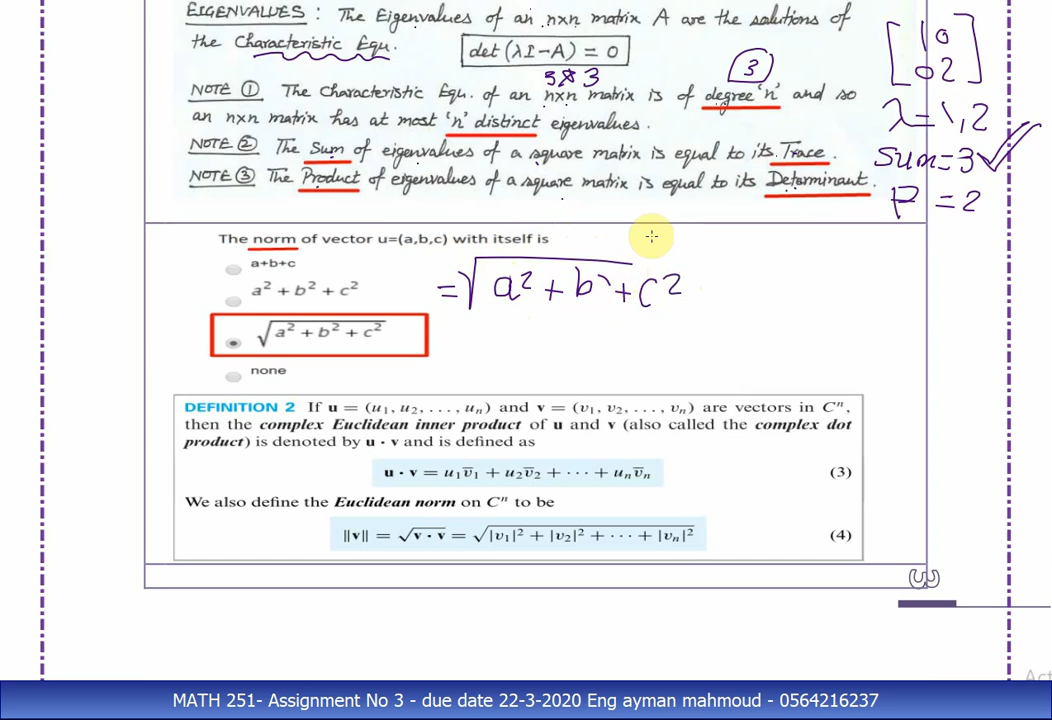 EIGENVALUES : The Eigenvalues of an n×n matrix A are the solutions of
the Characteristic Equ. det (λI-A) = 0
3×3
3
NOTE ① The Characteristic Equ. of an n×n matrix is of degree 'n' and so
an n×n matrix has at most 'n' distinct eigenvalues.
NOTE ② The Sum of eigenvalues of a square matrix is equal to its Trace.
NOTE ③ The Product of eigenvalues of a square matrix is equal to its Determinant.
1 0
0 2
λ=1,2
Sum=3
P =2
The norm of vector u=(a,b,c) with itself is
a+b+c
a² + b² + c²
√(a² + b² + c²)
none
=√a²+b²+c²
DEFINITION 2 If u = (u₁, u₂, . . . , uₙ) and v = (v₁, v₂, . . . , vₙ) are vectors in Cⁿ,
then the complex Euclidean inner product of u and v (also called the complex dot
product) is denoted by u · v and is defined as
u · v = u₁v̅₁ + u₂v̅₂ + · · · + uₙv̅ₙ (3)
We also define the Euclidean norm on Cⁿ to be
‖v‖ = √(v · v) = √(|v₁|² + |v₂|² + · · · + |vₙ|²) (4)
3
Act
MATH 251- Assignment No 3 - due date 22-3-2020 Eng ayman mahmoud - 0564216237